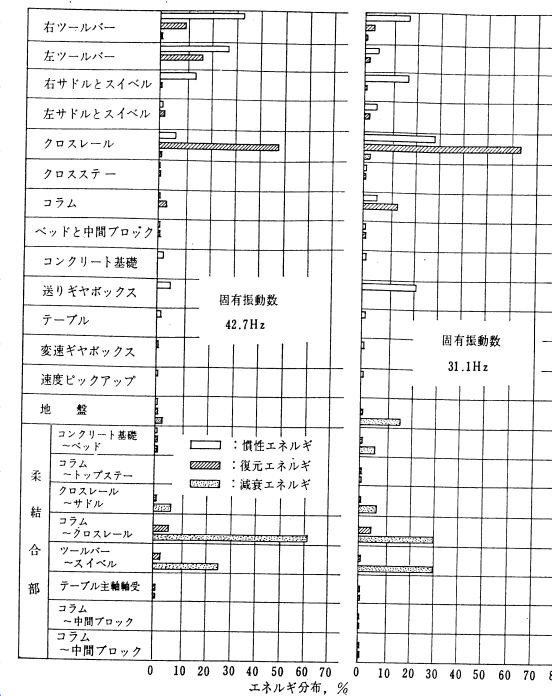 右ツールバー
左ツールバー
右サドルとスイベル
左サドルとスイベル
クロスレール
クロスステー
コラム
ベッドと中間ブロック
コンクリート基礎
送りギヤボックス
テーブル
変速ギヤボックス
速度ピックアップ
地 盤
柔結合部
コンクリート基礎
～ベッド
コラム
～トップステー
クロスレール
～サドル
コラム
～クロスレール
ツールバー
～スイベル
テーブル主軸軸受
コラム
～中間ブロック
コラム
～中間ブロック
固有振動数
42.7Hz
固有振動数
31.1Hz
：慣性エネルギ
：復元エネルギ
：減衰エネルギ
0 10 20 30 40 50 60 70
0 10 20 30 40 50 60 70 8
エネルギ分布，%